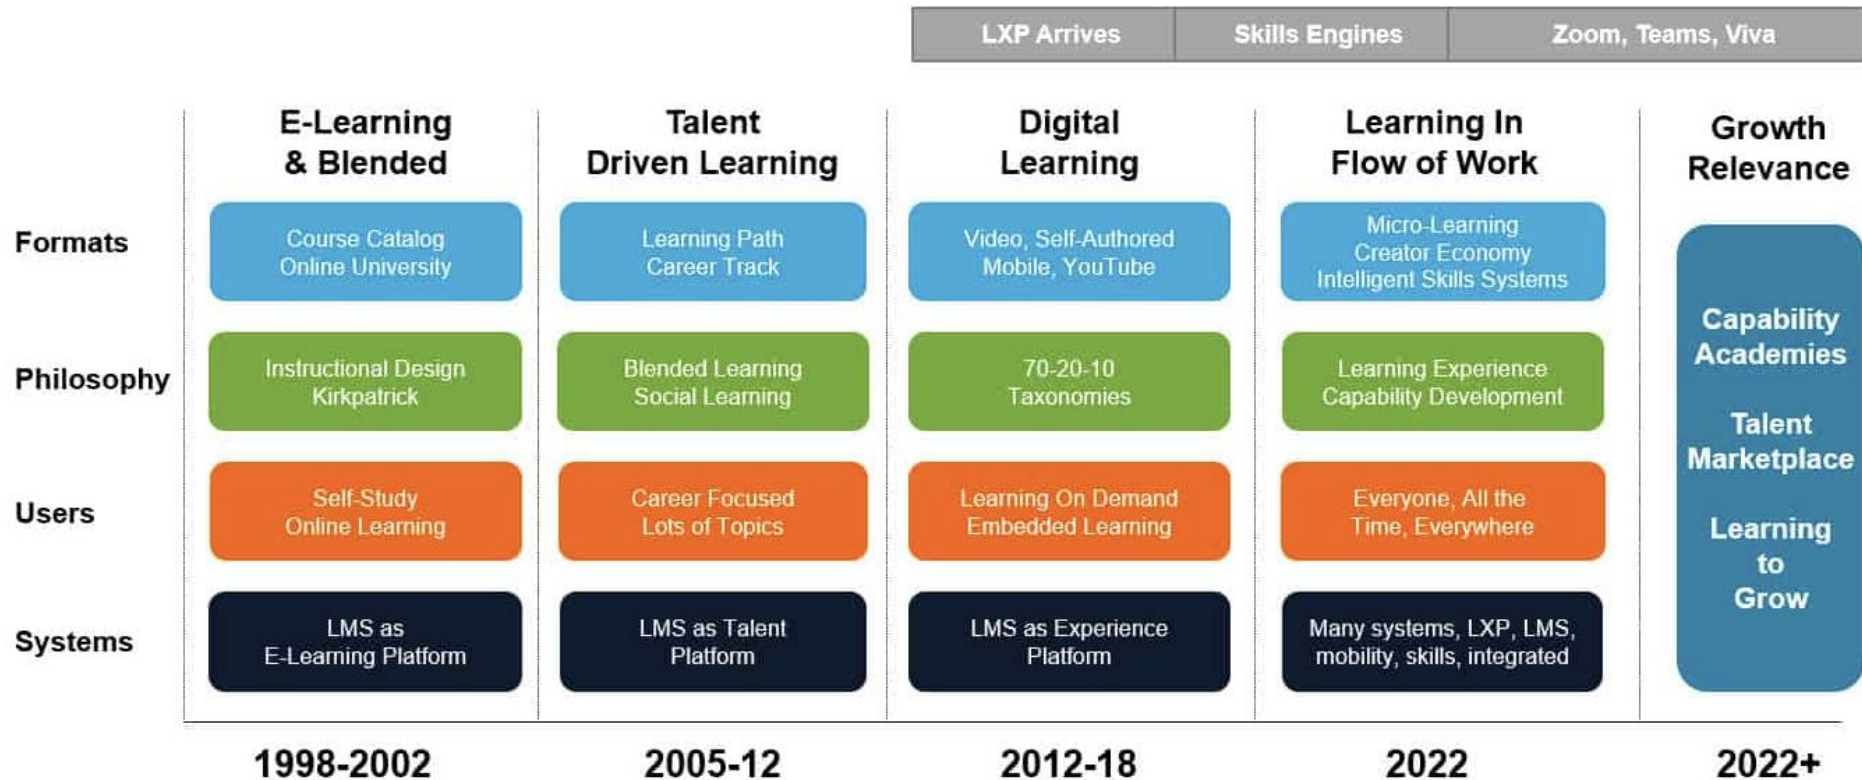 LXP Arrives
Skills Engines
Zoom, Teams, Viva
E-Learning
& Blended
Talent
Driven Learning
Digital
Learning
Learning In
Flow of Work
Growth
Relevance
Formats
Course Catalog
Online University
Learning Path
Career Track
Video, Self-Authored
Mobile, YouTube
Micro-Learning
Creator Economy
Intelligent Skills Systems
Philosophy
Instructional Design
Kirkpatrick
Blended Learning
Social Learning
70-20-10
Taxonomies
Learning Experience
Capability Development
Users
Self-Study
Online Learning
Career Focused
Lots of Topics
Learning On Demand
Embedded Learning
Everyone, All the
Time, Everywhere
Systems
LMS as
E-Learning Platform
LMS as Talent
Platform
LMS as Experience
Platform
Many systems, LXP, LMS,
mobility, skills, integrated
Capability
Academies
Talent
Marketplace
Learning
to
Grow
1998-2002
2005-12
2012-18
2022
2022+